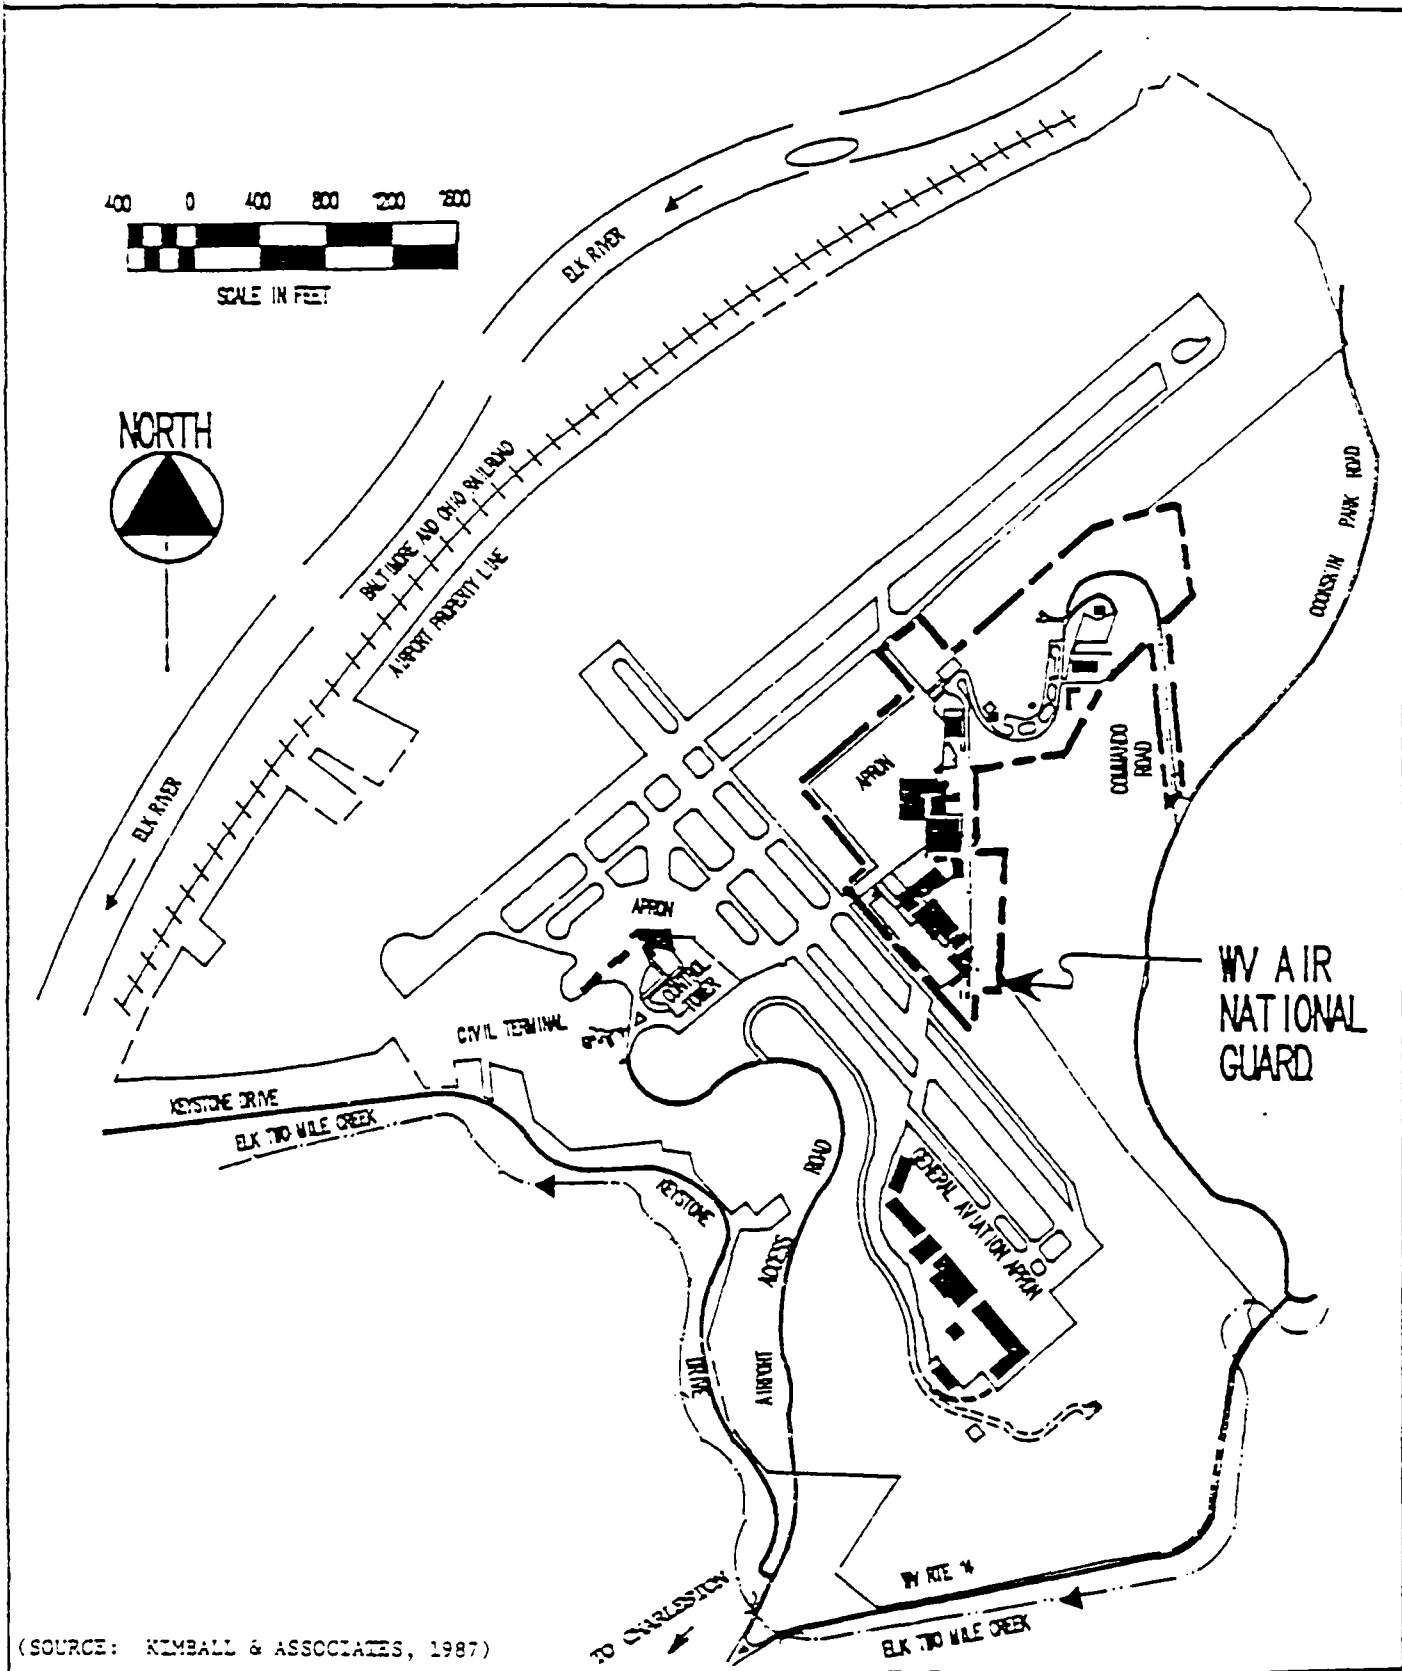 400 0 400 800 1200 1600
SCALE IN FEET
NORTH
ELK RIVER
BALTIMORE AND OHIO RAILROAD
AIRPORT PROPERTY LINE
ELK RIVER
COONSKIN PARK ROAD
COMMANDO
ROAD
APRON
APRON
CONTROL
TOWER
CIVIL TERMINAL
WV AIR
NATIONAL
GUARD
KEYSTONE DRIVE
ELK TWO MILE CREEK
KEYSTONE
DRIVE
AIRPORT
ACCESS
ROAD
GENERAL AVIATION APRON
TO CHARLESTON
WV RTE 14
ELK TWO MILE CREEK
(SOURCE: KIMBALL & ASSOCIATES, 1987)